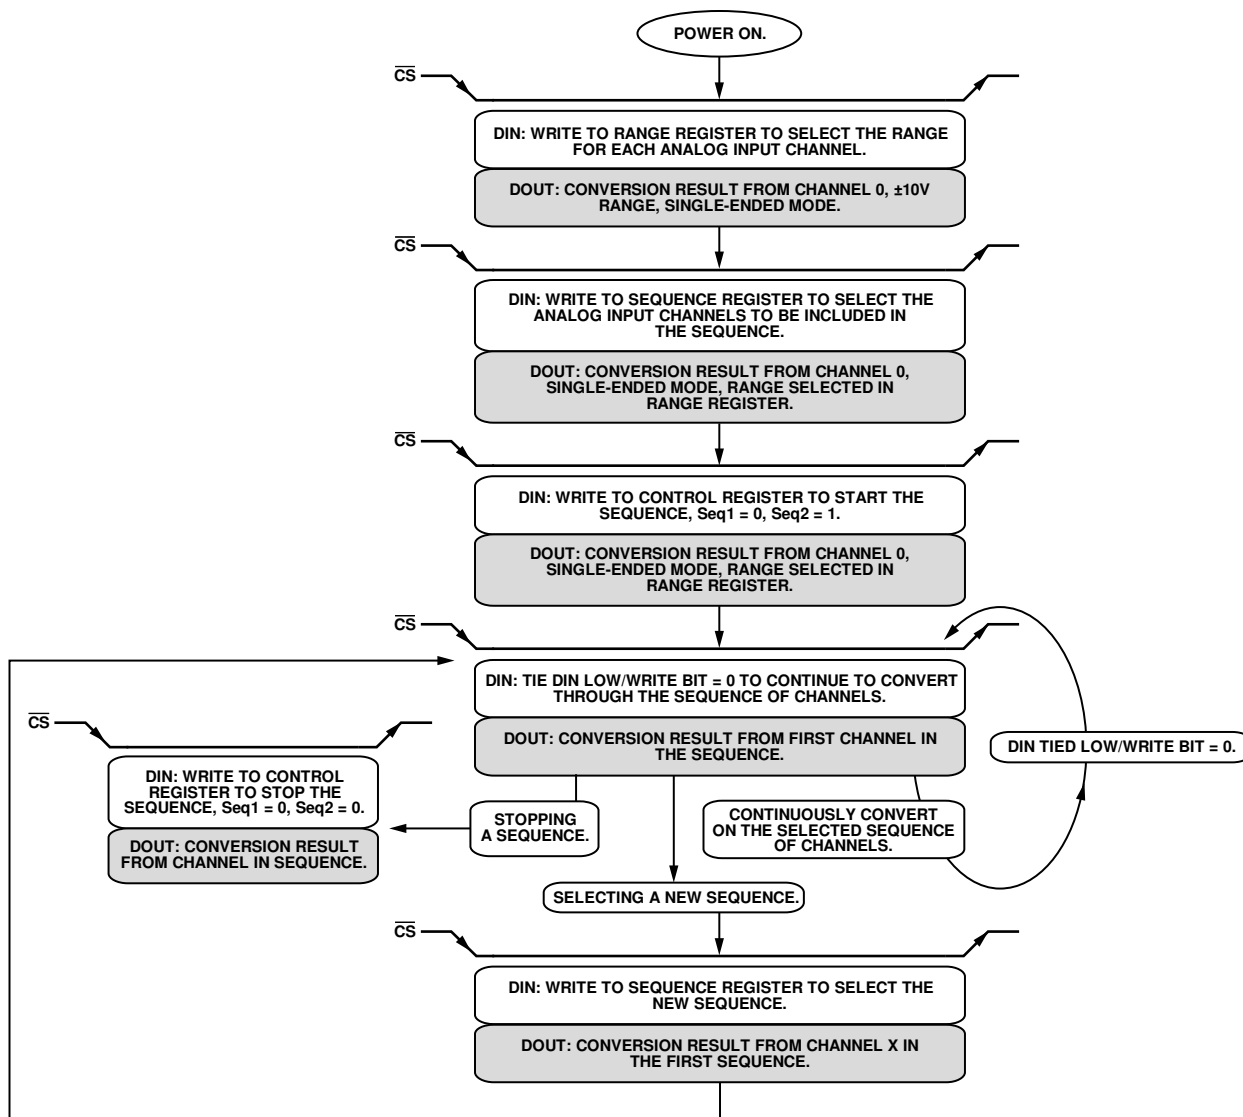 POWER ON.
CS
DIN: WRITE TO RANGE REGISTER TO SELECT THE RANGE
FOR EACH ANALOG INPUT CHANNEL.
DOUT: CONVERSION RESULT FROM CHANNEL 0, ±10V
RANGE, SINGLE-ENDED MODE.
CS
DIN: WRITE TO SEQUENCE REGISTER TO SELECT THE
ANALOG INPUT CHANNELS TO BE INCLUDED IN
THE SEQUENCE.
DOUT: CONVERSION RESULT FROM CHANNEL 0,
SINGLE-ENDED MODE, RANGE SELECTED IN
RANGE REGISTER.
CS
DIN: WRITE TO CONTROL REGISTER TO START THE
SEQUENCE, Seq1 = 0, Seq2 = 1.
DOUT: CONVERSION RESULT FROM CHANNEL 0,
SINGLE-ENDED MODE, RANGE SELECTED IN
RANGE REGISTER.
CS
DIN: TIE DIN LOW/WRITE BIT = 0 TO CONTINUE TO CONVERT
THROUGH THE SEQUENCE OF CHANNELS.
DOUT: CONVERSION RESULT FROM FIRST CHANNEL IN
THE SEQUENCE.
DIN TIED LOW/WRITE BIT = 0.
CS
DIN: WRITE TO CONTROL
REGISTER TO STOP THE
SEQUENCE, Seq1 = 0, Seq2 = 0.
DOUT: CONVERSION RESULT
FROM CHANNEL IN SEQUENCE.
STOPPING
A SEQUENCE.
CONTINUOUSLY CONVERT
ON THE SELECTED SEQUENCE
OF CHANNELS.
SELECTING A NEW SEQUENCE.
CS
DIN: WRITE TO SEQUENCE REGISTER TO SELECT THE
NEW SEQUENCE.
DOUT: CONVERSION RESULT FROM CHANNEL X IN
THE FIRST SEQUENCE.